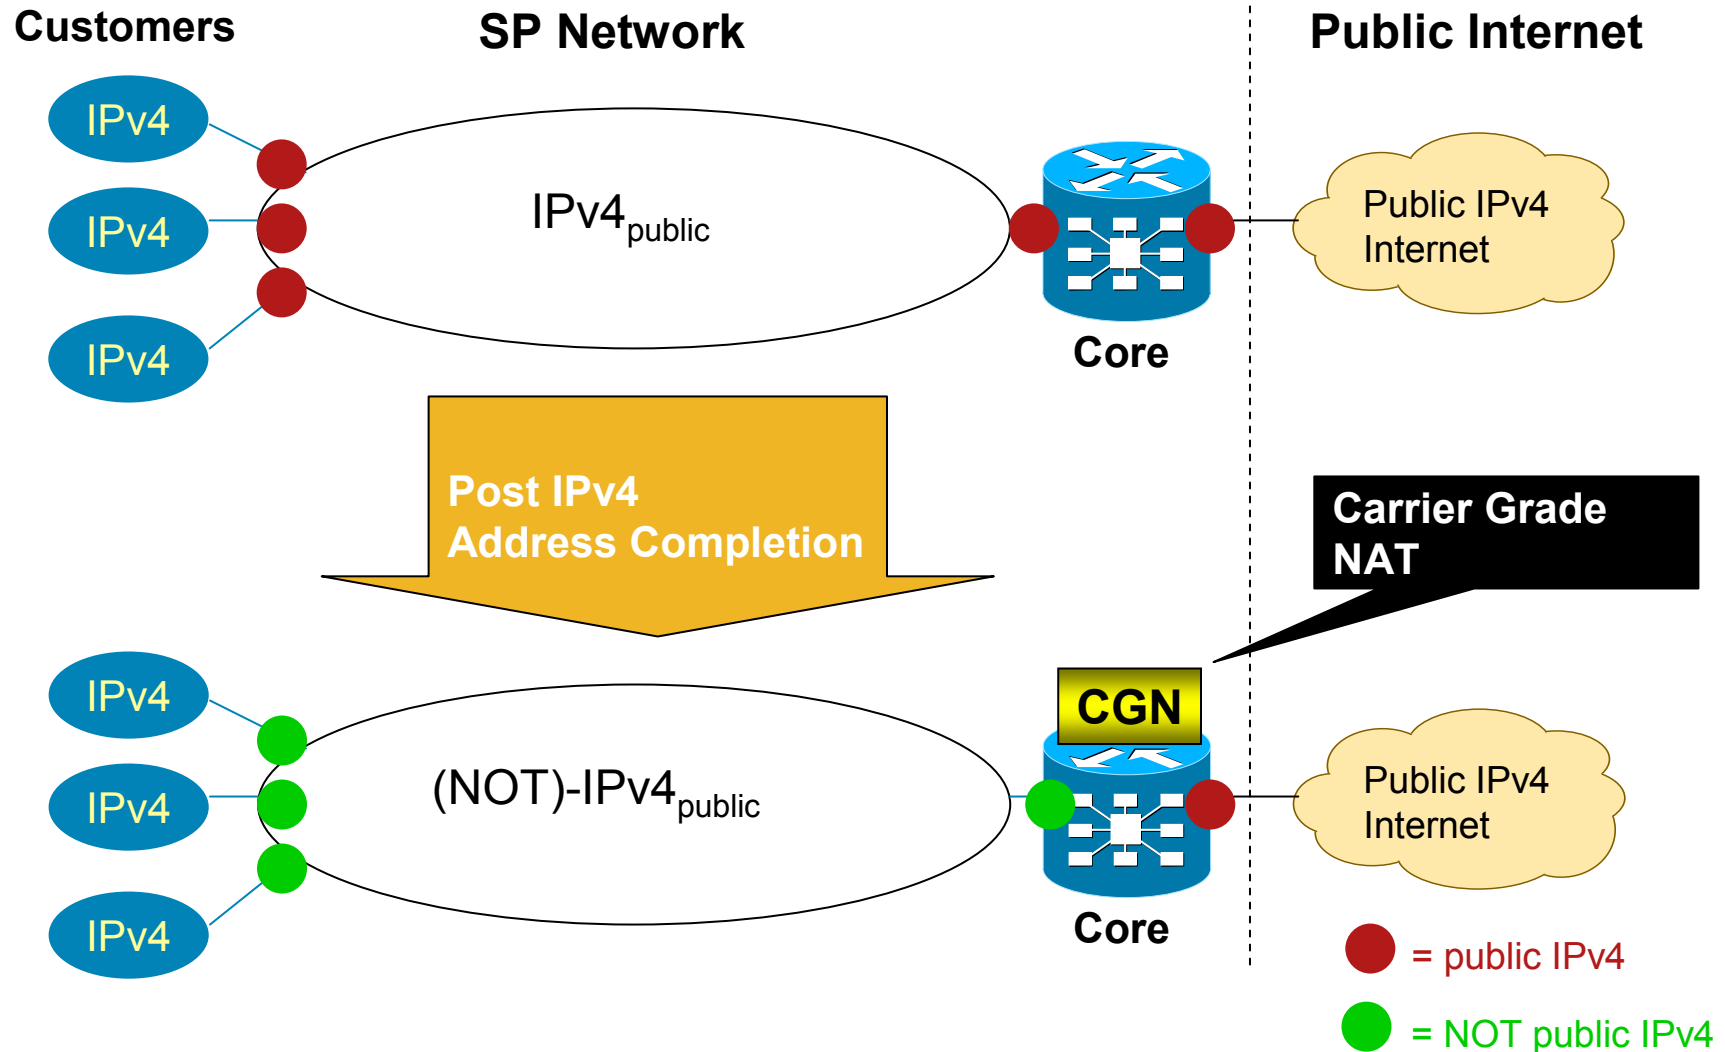 Customers
SP Network
Public Internet
IPv4
IPv4
IPv4
IPv4public
Public IPv4
Internet
Core
Post IPv4
Address Completion
Carrier Grade
NAT
IPv4
IPv4
IPv4
(NOT)-IPv4public
CGN
Public IPv4
Internet
Core
= public IPv4
= NOT public IPv4